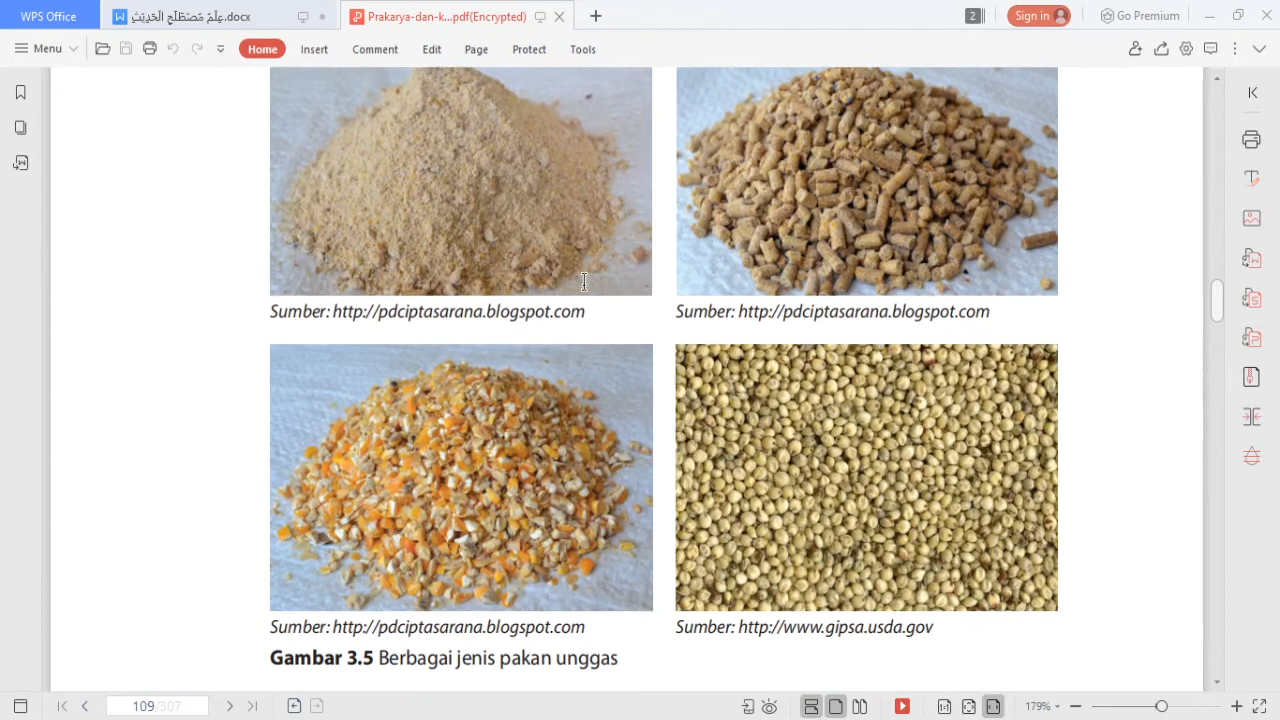 WPS Office
عِلْمُ مُصْطَلَحِ الْحَدِيْثِ.docx
Prakarya-dan-k...pdf(Encrypted)
2
Sign in
Go Premium
Menu
Home
Insert
Comment
Edit
Page
Protect
Tools
Sumber: http://pdciptasarana.blogspot.com
Sumber: http://pdciptasarana.blogspot.com
Sumber: http://pdciptasarana.blogspot.com
Sumber: http://www.gipsa.usda.gov
Gambar 3.5 Berbagai jenis pakan unggas
109/307
179%